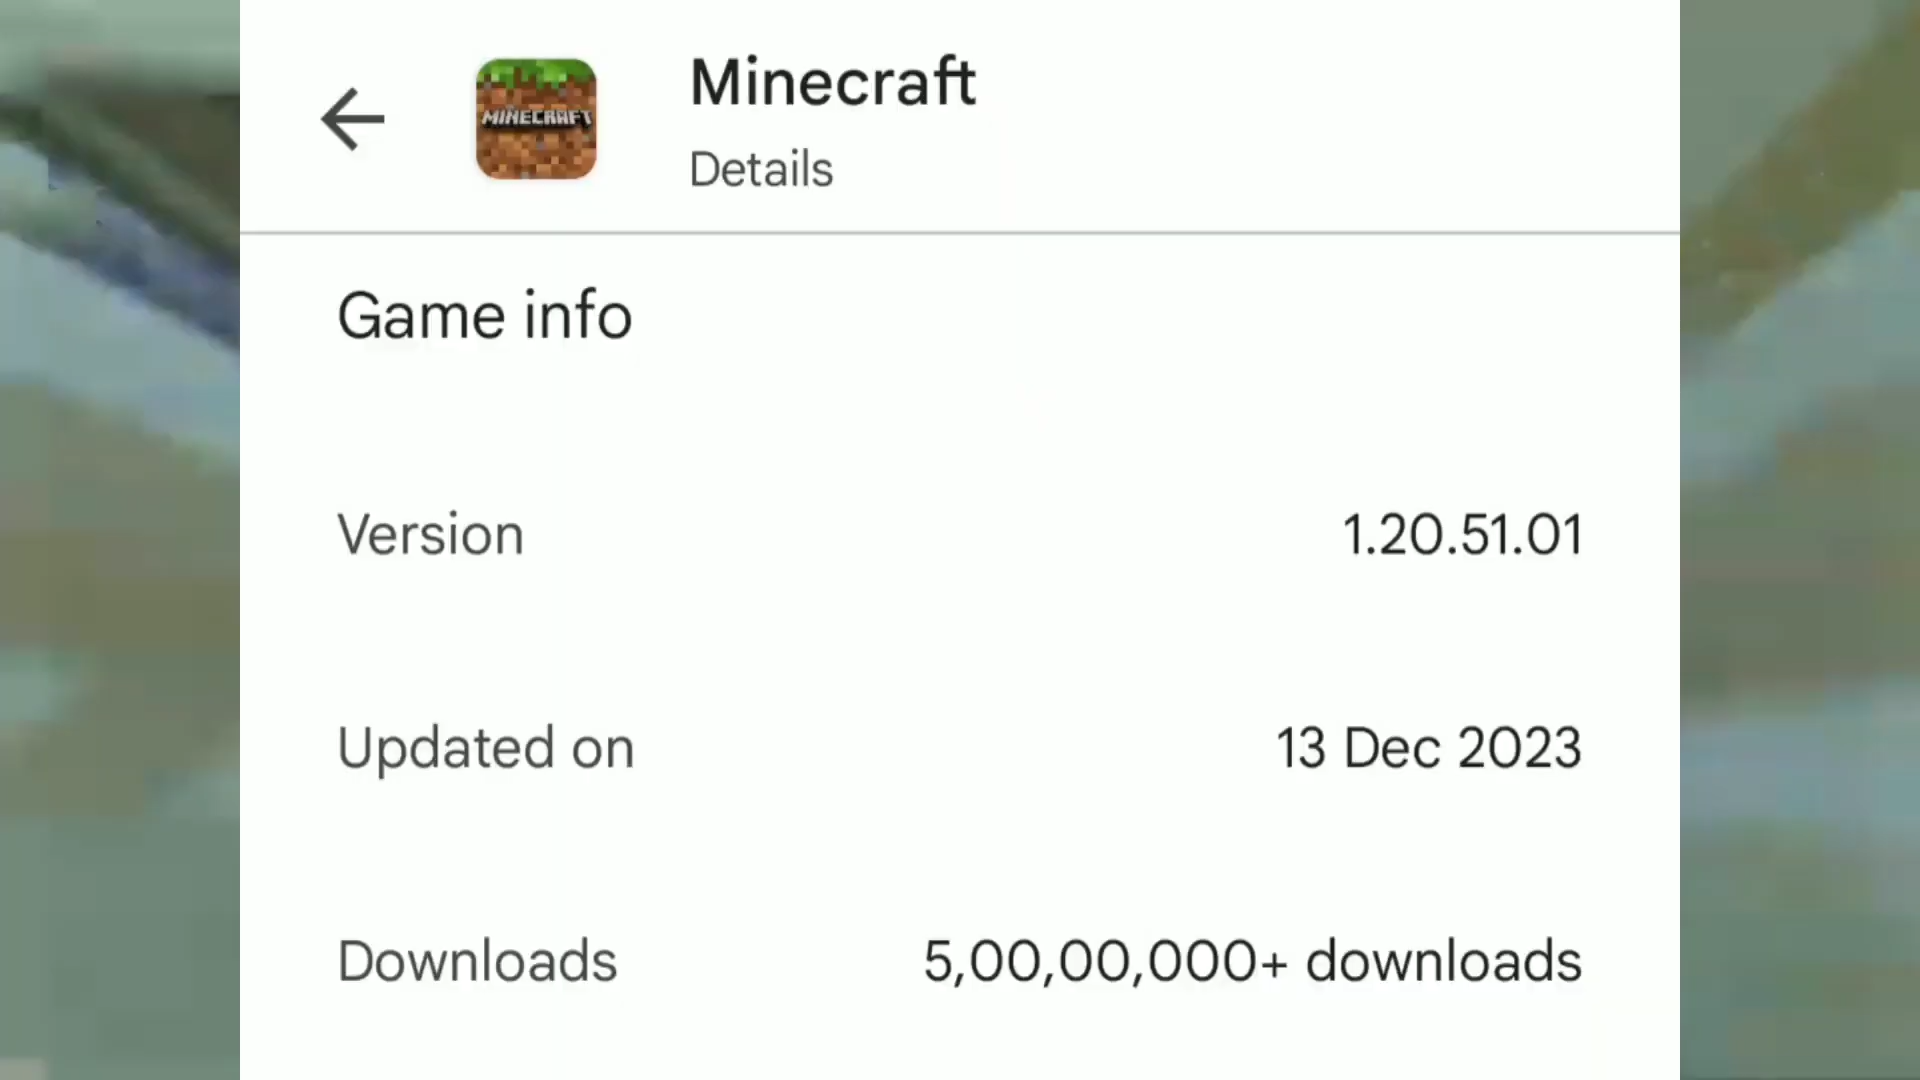 Minecraft
MINECRAFT
Details
Game info
Version 1.20.51.01
Updated on 13 Dec 2023
Downloads 5,00,00,000+ downloads